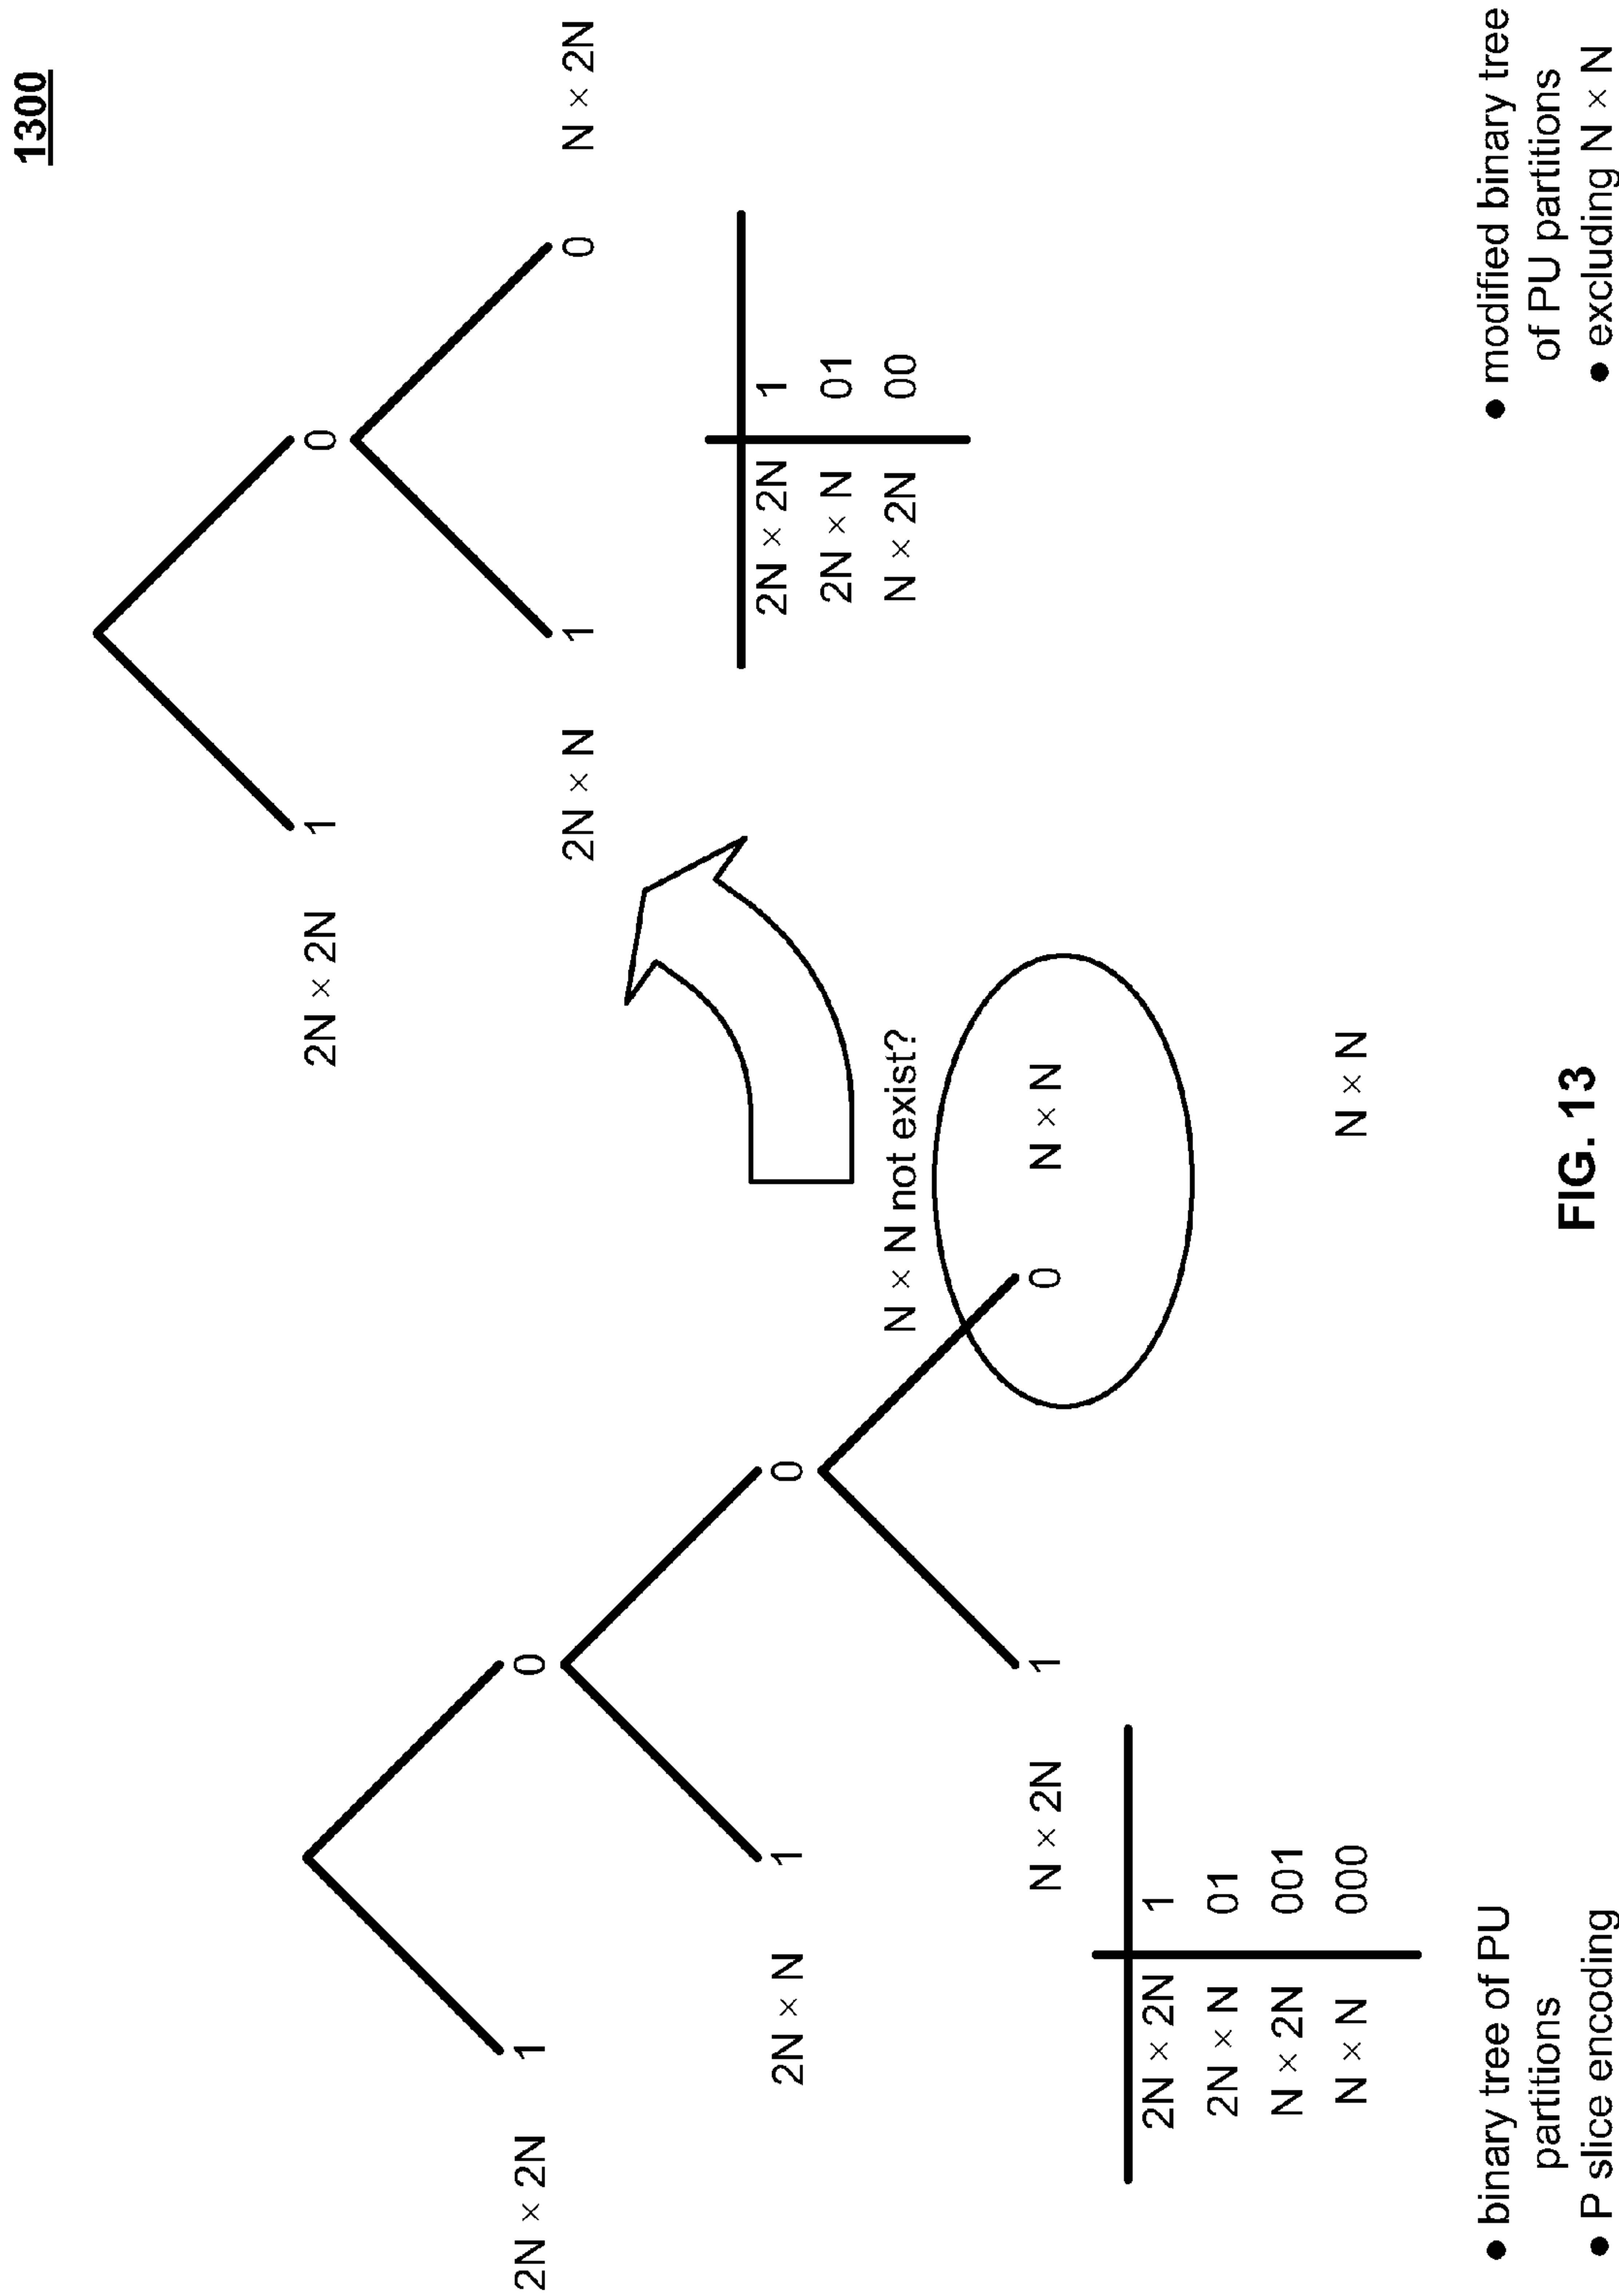 1300
2N × 2N
1
0
2N × N
1
0
N × 2N
1
0
N × N
N × N not exist?
2N × 2N 1
2N × N 01
N × 2N 001
N × N 000
N × N
2N × 2N
1
0
2N × N
1
0
N × 2N
2N × 2N 1
2N × N 01
N × 2N 00
● binary tree of PU
partitions
● P slice encoding
● modified binary tree
of PU partitions
● excluding N × N
FIG. 13